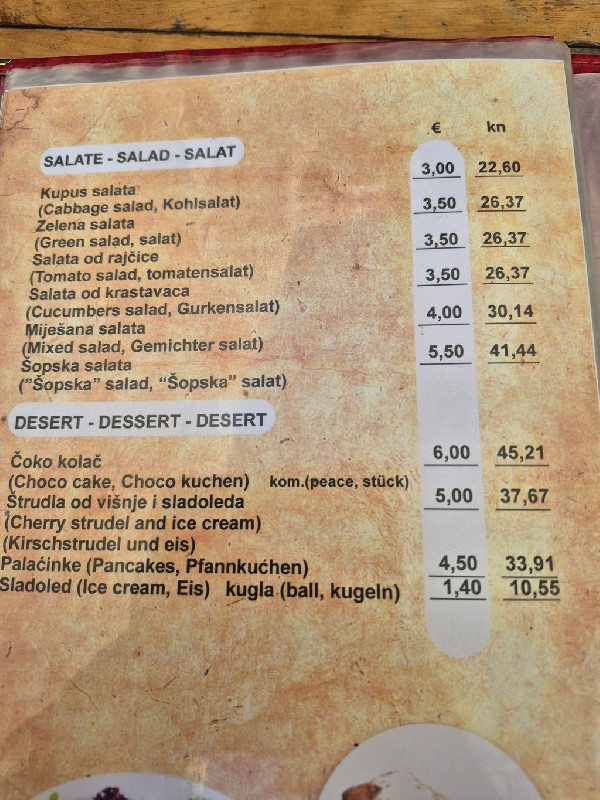 € kn
SALATE - SALAD - SALAT
Kupus salata 3,00 22,60
(Cabbage salad, Kohlsalat)
Zelena salata 3,50 26,37
(Green salad, salat)
Salata od rajčice 3,50 26,37
(Tomato salad, tomatensalat)
Salata od krastavaca 3,50 26,37
(Cucumbers salad, Gurkensalat)
Miješana salata 4,00 30,14
(Mixed salad, Gemichter salat)
Šopska salata 5,50 41,44
("Šopska" salad, “Šopska” salat)
DESERT - DESSERT - DESERT
Čoko kolač 6,00 45,21
(Choco cake, Choco kuchen) kom.(peace, stück)
Štrudla od višnje i sladoleda 5,00 37,67
(Cherry strudel and ice cream)
(Kirschstrudel und eis)
Palaćinke (Pancakes, Pfannkućhen) 4,50 33,91
Sladoled (Ice cream, Eis) kugla (ball, kugeln) 1,40 10,55